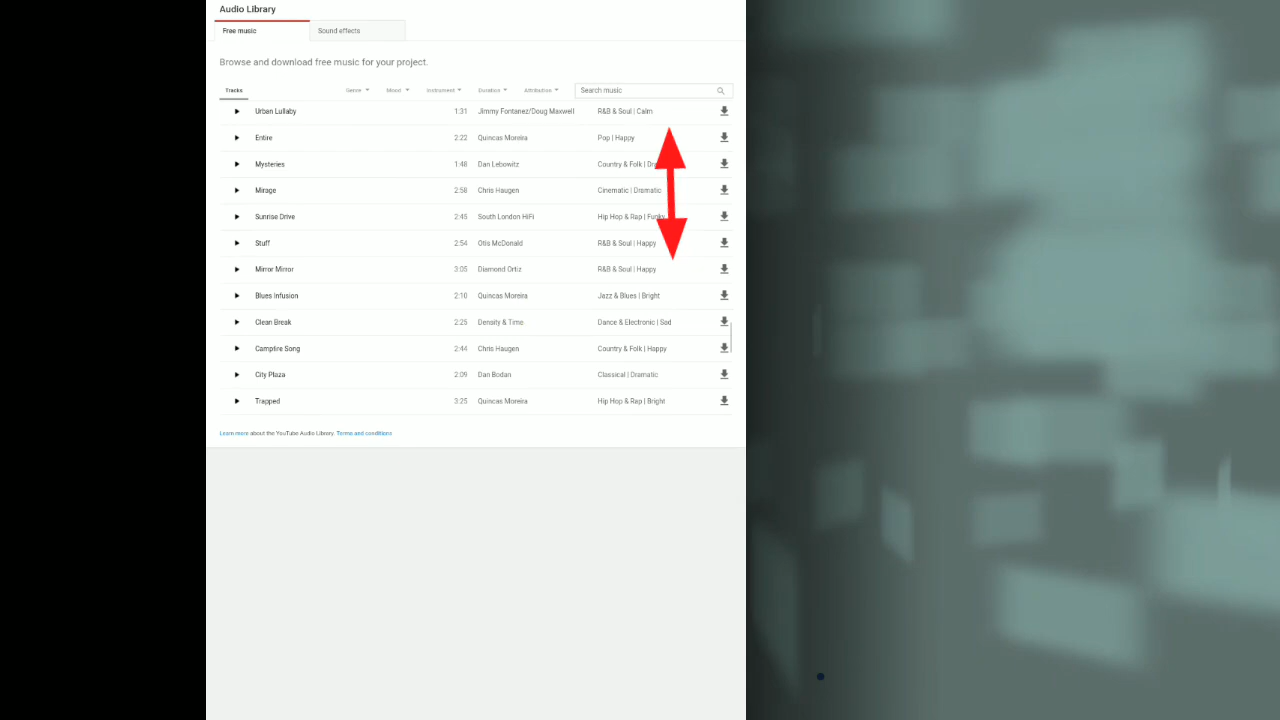 Audio Library
Free music Sound effects
Browse and download free music for your project.
Tracks Genre Mood Instrument Duration Attribution Search music
Urban Lullaby 1:31 Jimmy Fontanez/Doug Maxwell R&B & Soul | Calm
Entire 2:22 Quincas Moreira Pop | Happy
Mysteries 1:48 Dan Lebowitz Country & Folk |
Mirage 2:58 Chris Haugen Cinematic | Dramatic
Sunrise Drive 2:45 South London HiFi Hip Hop & Rap | Funky
Stuff 2:54 Otis McDonald R&B & Soul | Happy
Mirror Mirror 3:05 Diamond Ortiz R&B & Soul | Happy
Blues Infusion 2:10 Quincas Moreira Jazz & Blues | Bright
Clean Break 2:25 Density & Time Dance & Electronic | Sad
Campfire Song 2:44 Chris Haugen Country & Folk | Happy
City Plaza 2:09 Dan Bodan Classical | Dramatic
Trapped 3:25 Quincas Moreira Hip Hop & Rap | Bright
Learn more about the YouTube Audio Library. Terms and conditions